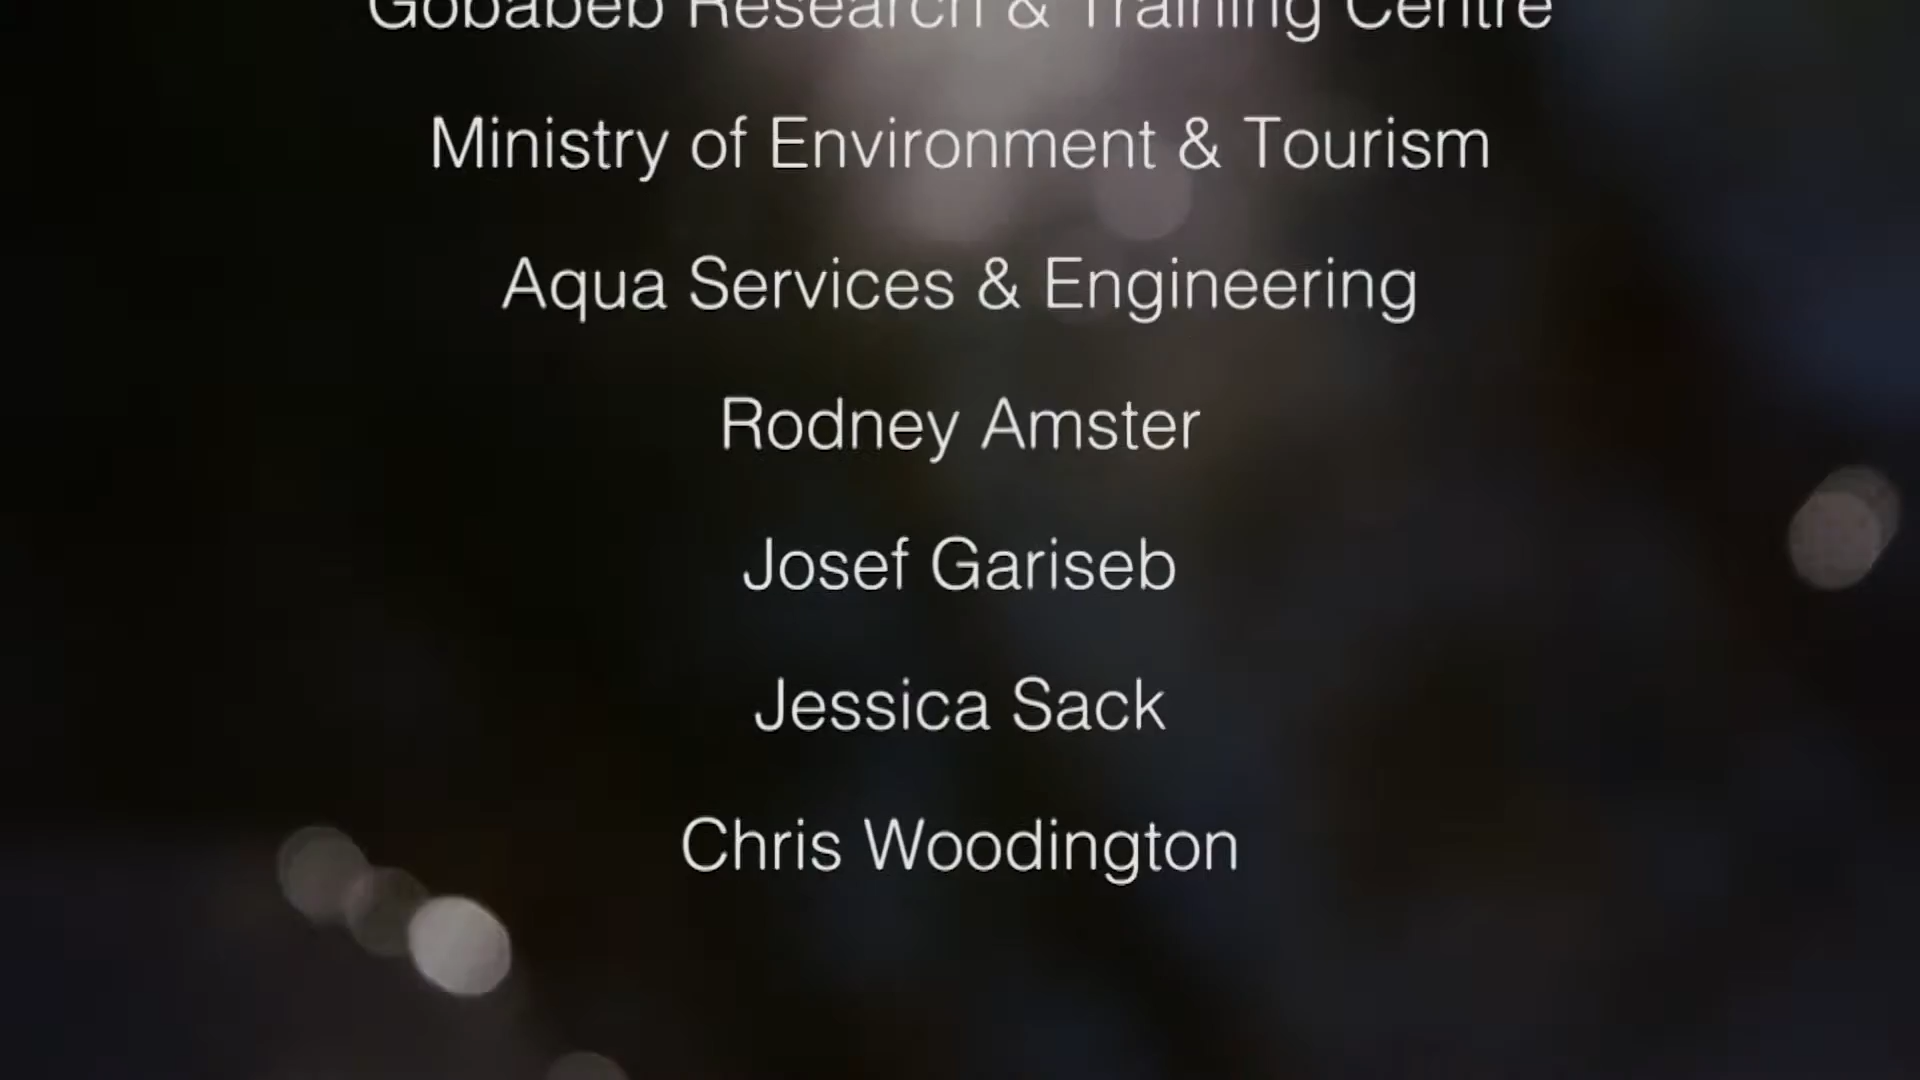 Gobabeb Research & Training Centre
Ministry of Environment & Tourism
Aqua Services & Engineering
Rodney Amster
Josef Gariseb
Jessica Sack
Chris Woodington